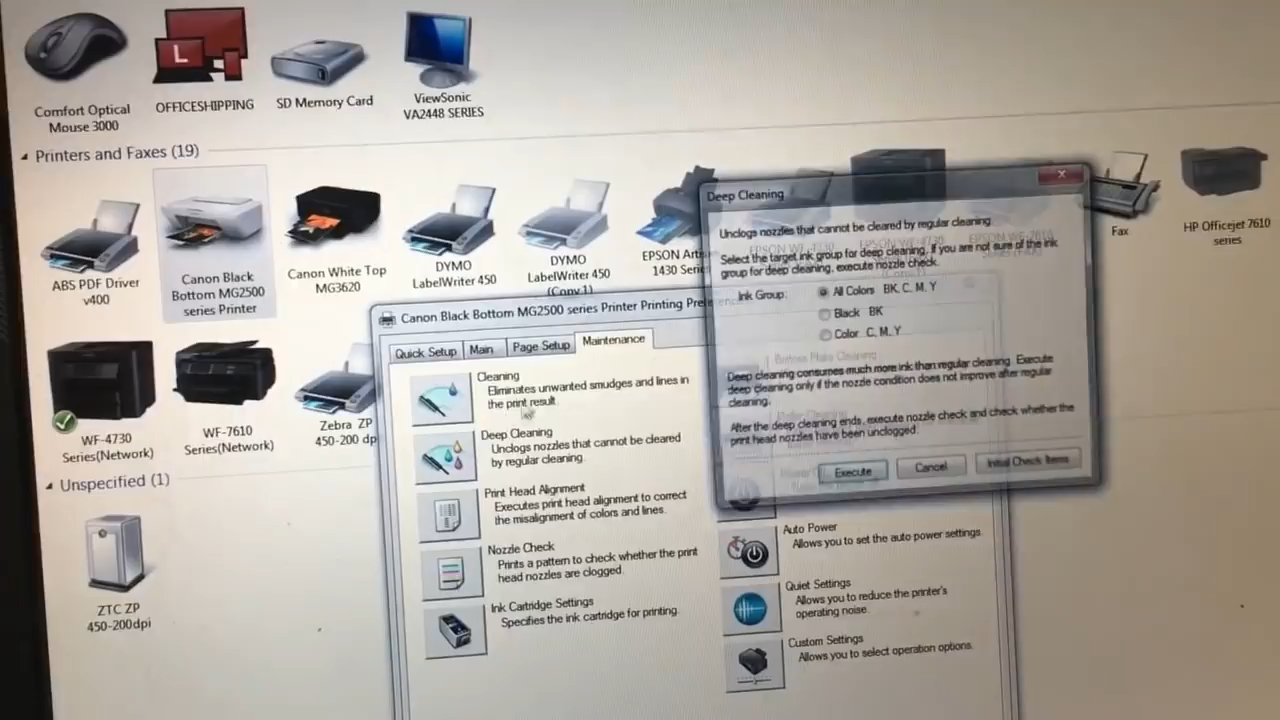 Comfort Optical
Mouse 3000
OFFICESHIPPING
SD Memory Card
ViewSonic
VA2448 SERIES
Printers and Faxes (19)
ABS PDF Driver
v400
Canon Black
Bottom MG2500
series Printer
Canon White Top
MG3620
DYMO
LabelWriter 450
DYMO
LabelWriter 450
(Copy 1)
EPSON Artis
1430 Serie
Fax
HP Officejet 7610
series
WF-4730
Series(Network)
WF-7610
Series(Network)
Zebra ZP
450-200 dp
Unspecified (1)
ZTC ZP
450-200dpi
Canon Black Bottom MG2500 series Printer Printing Pre
Quick Setup
Main
Page Setup
Maintenance
Cleaning
Eliminates unwanted smudges and lines in
the print result.
Deep Cleaning
Unclogs nozzles that cannot be cleared
by regular cleaning.
Print Head Alignment
Executes print head alignment to correct
the misalignment of colors and lines.
Nozzle Check
Prints a pattern to check whether the print
head nozzles are clogged.
Ink Cartridge Settings
Specifies the ink cartridge for printing.
Bottom Plate Cleaning
Roller Cleaning
Auto Power
Allows you to set the auto power settings.
Quiet Settings
Allows you to reduce the printer's
operating noise.
Custom Settings
Allows you to select operation options.
Deep Cleaning
Unclogs nozzles that cannot be cleared by regular cleaning.
Select the target ink group for deep cleaning. If you are not sure of the ink
group for deep cleaning, execute nozzle check.
Ink Group:
All Colors BK, C, M, Y
Black BK
Color C, M, Y
Deep cleaning consumes much more ink than regular cleaning. Execute
deep cleaning only if the nozzle condition does not improve after regular
cleaning.
After the deep cleaning ends, execute nozzle check and check whether the
print head nozzles have been unclogged.
Execute
Cancel
Initial Check Items